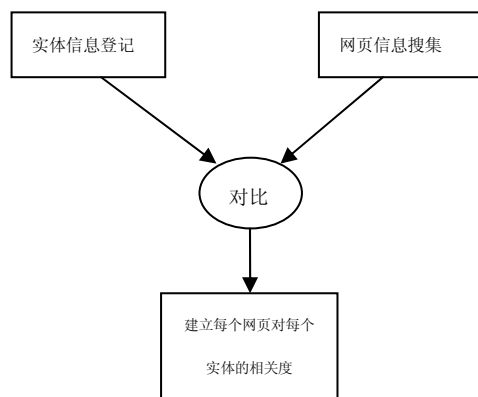 实体信息登记
网页信息搜集
对比
建立每个网页对每个
实体的相关度